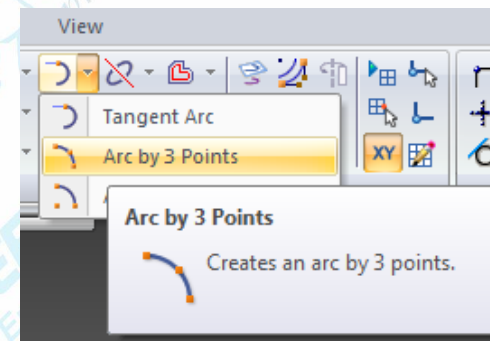 View
Tangent Arc
Arc by 3 Points
XY
Arc by 3 Points
Creates an arc by 3 points.